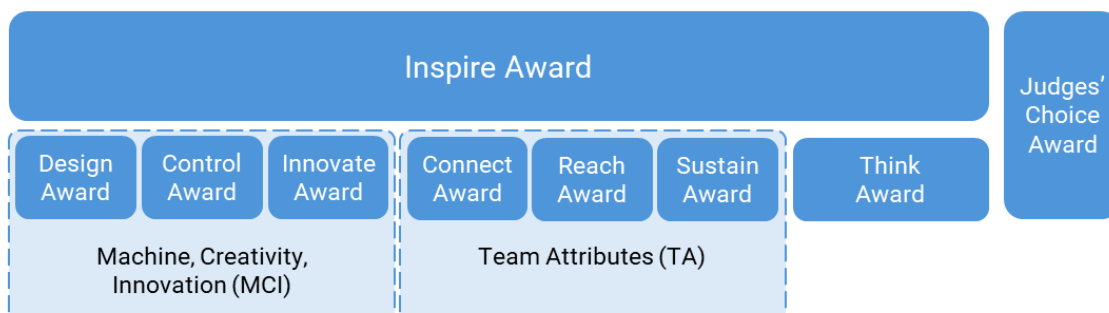 Inspire Award
Judges'
Choice
Award
Design
Award
Control
Award
Innovate
Award
Connect
Award
Reach
Award
Sustain
Award
Think
Award
Machine, Creativity,
Innovation (MCI)
Team Attributes (TA)